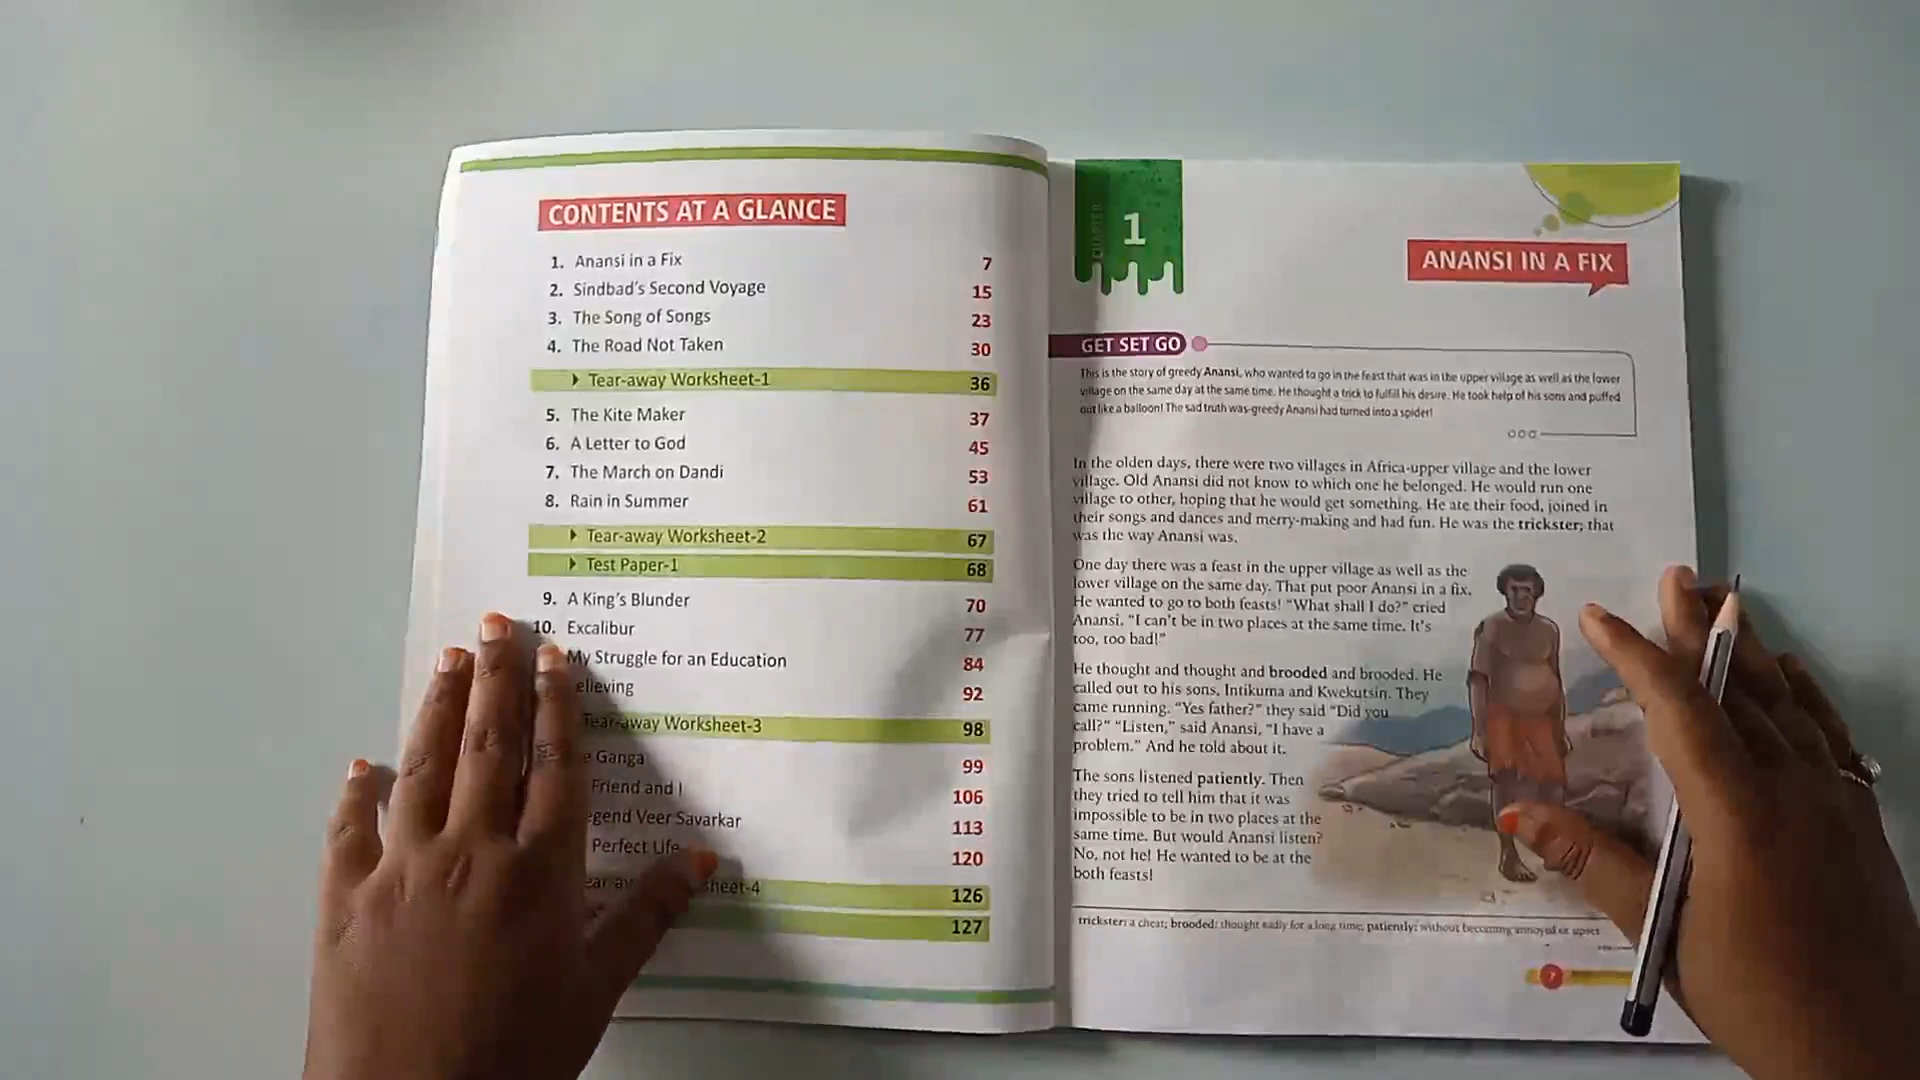 CONTENTS AT A GLANCE
1. Anansi in a Fix 7
2. Sindbad's Second Voyage 15
3. The Song of Songs 23
4. The Road Not Taken 30
Tear-away Worksheet-1 36
5. The Kite Maker 37
6. A Letter to God 45
7. The March on Dandi 53
8. Rain in Summer 61
Tear-away Worksheet-2 67
Test Paper-1 68
9. A King's Blunder 70
10. Excalibur 77
My Struggle for an Education 84
elieving 92
Tear-away Worksheet-3 98
e Ganga 99
Friend and I 106
egend Veer Savarkar 113
Perfect Life 120
sheet-4 126
127
CHAPTER
1
ANANSI IN A FIX
GET SET GO
This is the story of greedy Anansi, who wanted to go in the feast that was in the upper village as well as the lower
village on the same day at the same time. He thought a trick to fulfill his desire. He took help of his sons and puffed
out like a balloon! The sad truth was-greedy Anansi had turned into a spider!
In the olden days, there were two villages in Africa-upper village and the lower
village. Old Anansi did not know to which one he belonged. He would run one
village to other, hoping that he would get something. He ate their food, joined in
their songs and dances and merry-making and had fun. He was the trickster; that
was the way Anansi was.
One day there was a feast in the upper village as well as the
lower village on the same day. That put poor Anansi in a fix.
He wanted to go to both feasts! "What shall I do?" cried
Anansi. "I can't be in two places at the same time. It's
too, too bad!"
He thought and thought and brooded and brooded. He
called out to his sons, Intikuma and Kwekutsin. They
came running. "Yes father?" they said "Did you
call?" "Listen," said Anansi, "I have a
problem." And he told about it.
The sons listened patiently. Then
they tried to tell him that it was
impossible to be in two places at the
same time. But would Anansi listen?
No, not he! He wanted to be at the
both feasts!
trickster: a cheat; brooded: thought sadly for a long time; patiently: without becoming annoyed or upset
7